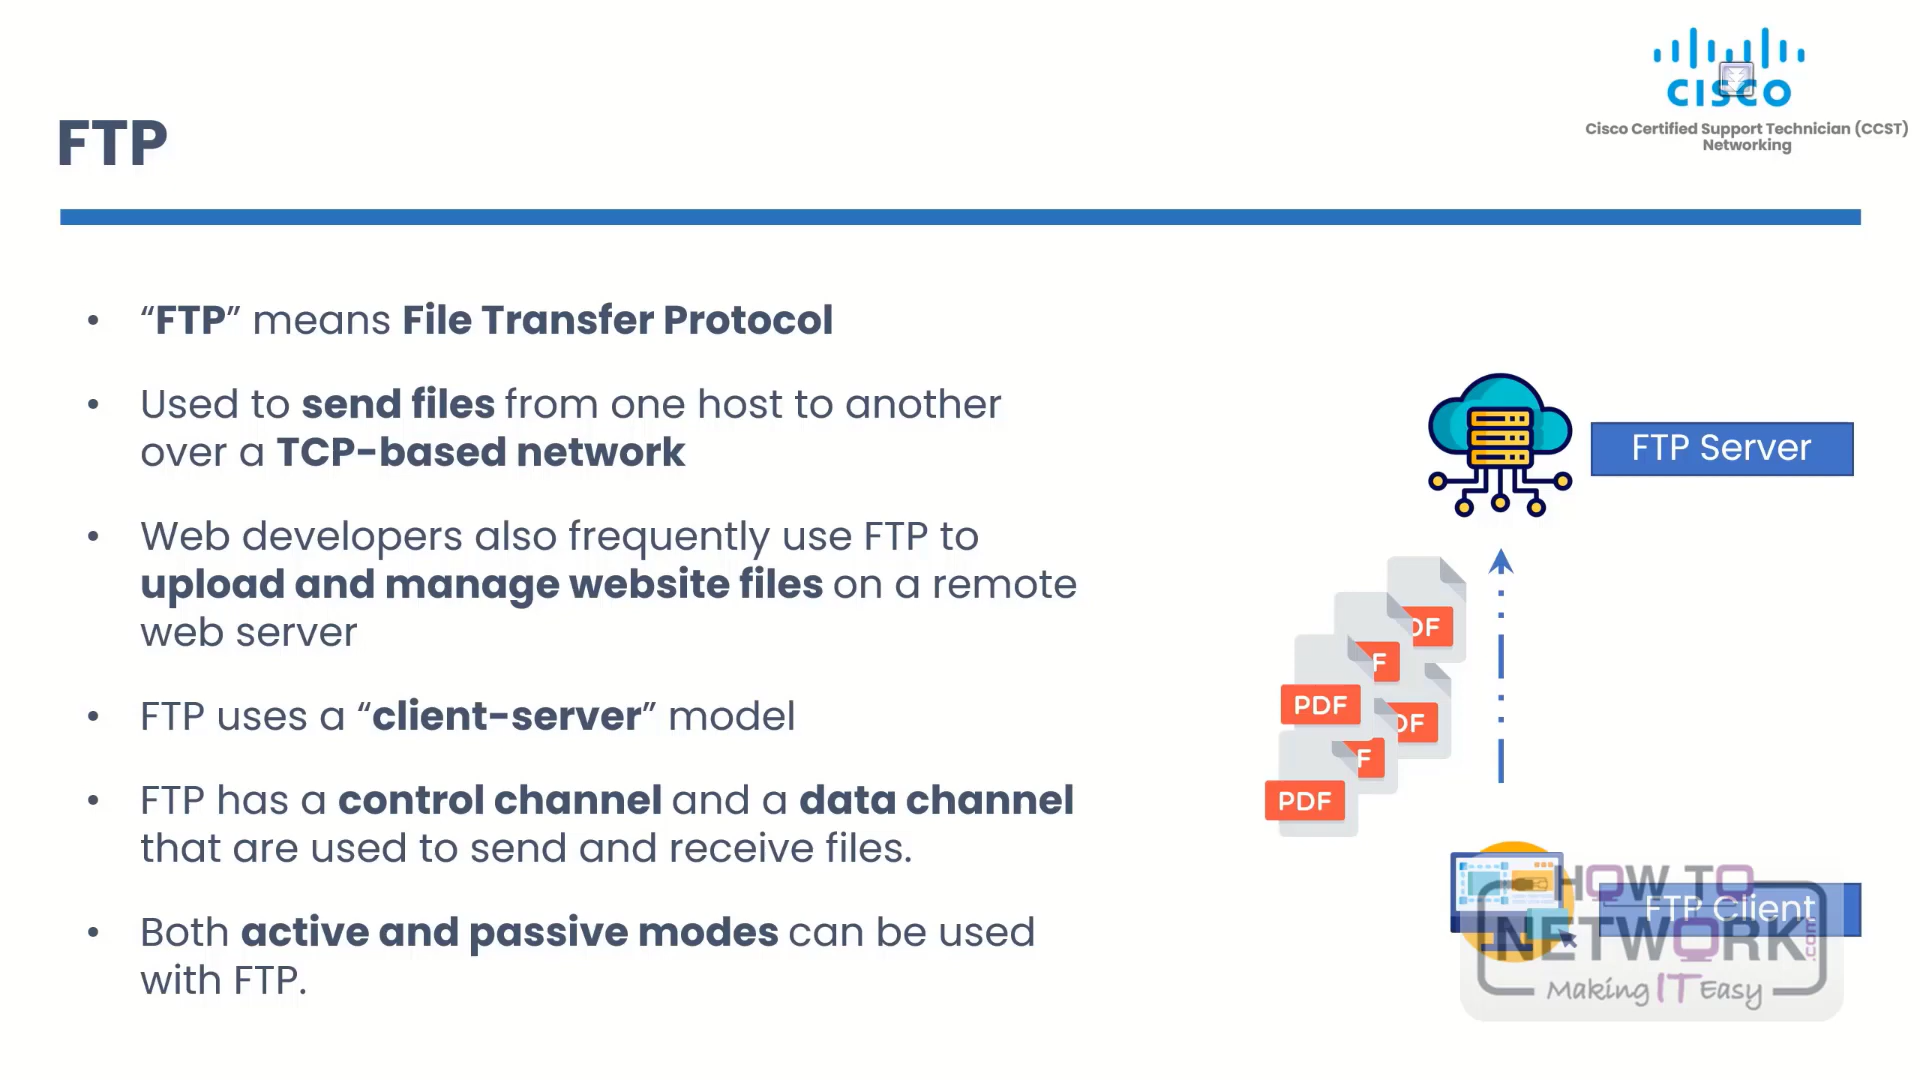 CISCO
Cisco Certified Support Technician (CCST)
Networking
FTP
• “FTP” means File Transfer Protocol
• Used to send files from one host to another
over a TCP-based network
• Web developers also frequently use FTP to
upload and manage website files on a remote
web server
• FTP uses a “client-server” model
• FTP has a control channel and a data channel
that are used to send and receive files.
• Both active and passive modes can be used
with FTP.
FTP Server
DF
F
PDF
DF
F
PDF
FTP Client
HOW TO
NETWORK.com
Making IT Easy